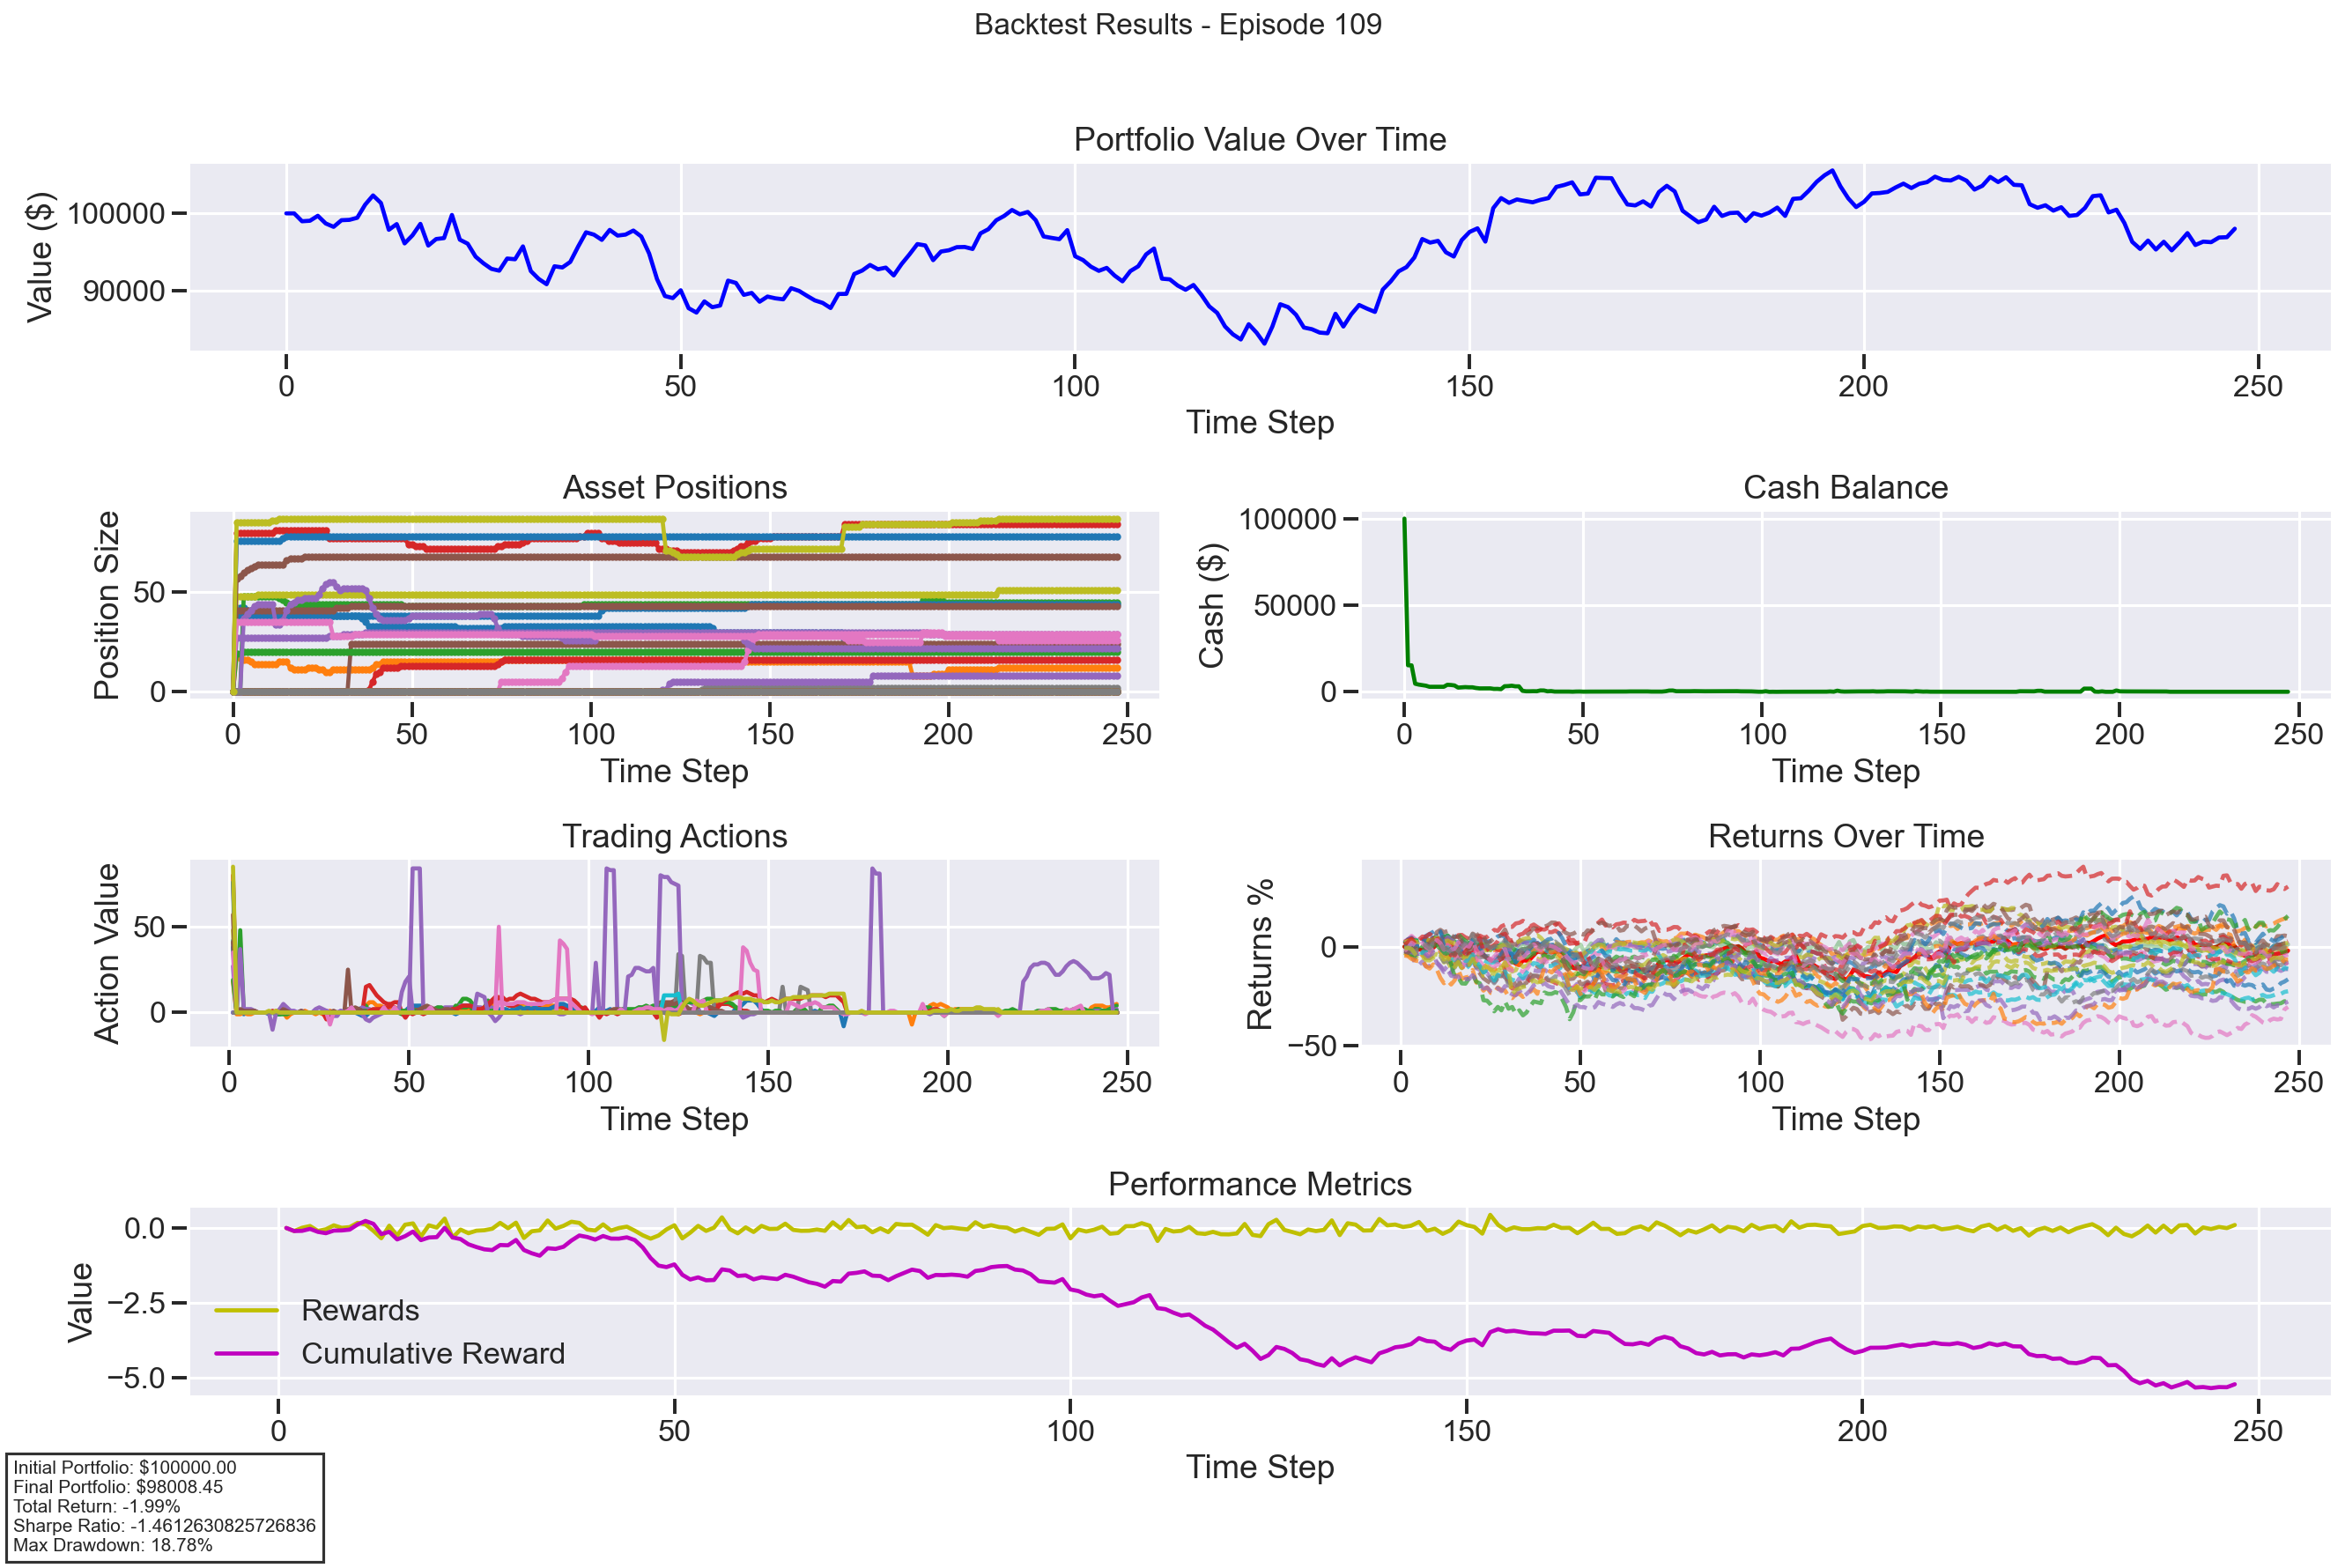 Backtest Results - Episode 109
Portfolio Value Over Time
Value ($)
100000
90000
0 50 100 150 200 250
Time Step
Asset Positions
Position Size
50
0
0 50 100 150 200 250
Time Step
Cash Balance
Cash ($)
100000
50000
0
0 50 100 150 200 250
Time Step
Trading Actions
Action Value
50
0
0 50 100 150 200 250
Time Step
Returns Over Time
Returns %
0
−50
0 50 100 150 200 250
Time Step
Performance Metrics
Value
0.0
−2.5
−5.0
Rewards
Cumulative Reward
0 50 100 150 200 250
Time Step
Initial Portfolio: $100000.00
Final Portfolio: $98008.45
Total Return: -1.99%
Sharpe Ratio: -1.4612630825726836
Max Drawdown: 18.78%